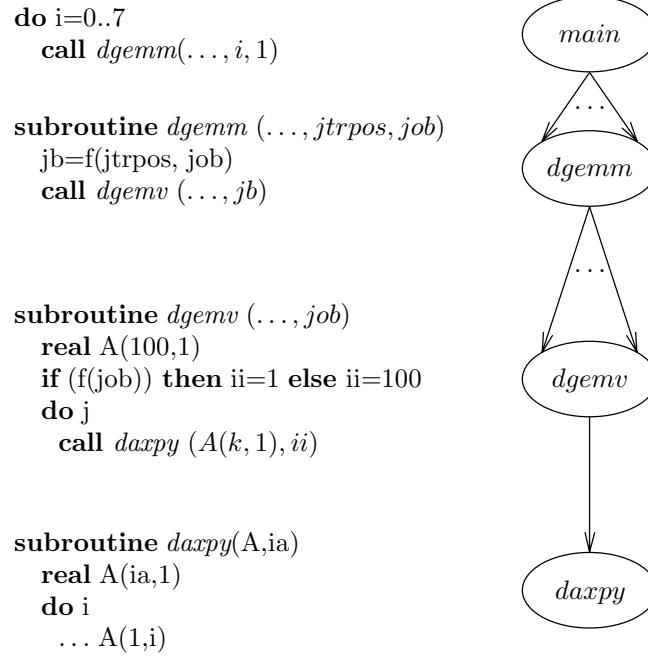 do i=0..7
call dgemm(..., i, 1)
subroutine dgemm (..., jtrpos, job)
jb=f(jtrpos, job)
call dgemv (..., jb)
subroutine dgemv (..., job)
real A(100,1)
if (f(job)) then ii=1 else ii=100
do j
call daxpy (A(k, 1), ii)
subroutine daxpy(A,ia)
real A(ia,1)
do i
... A(1,i)
main
...
dgemm
...
dgemv
daxpy